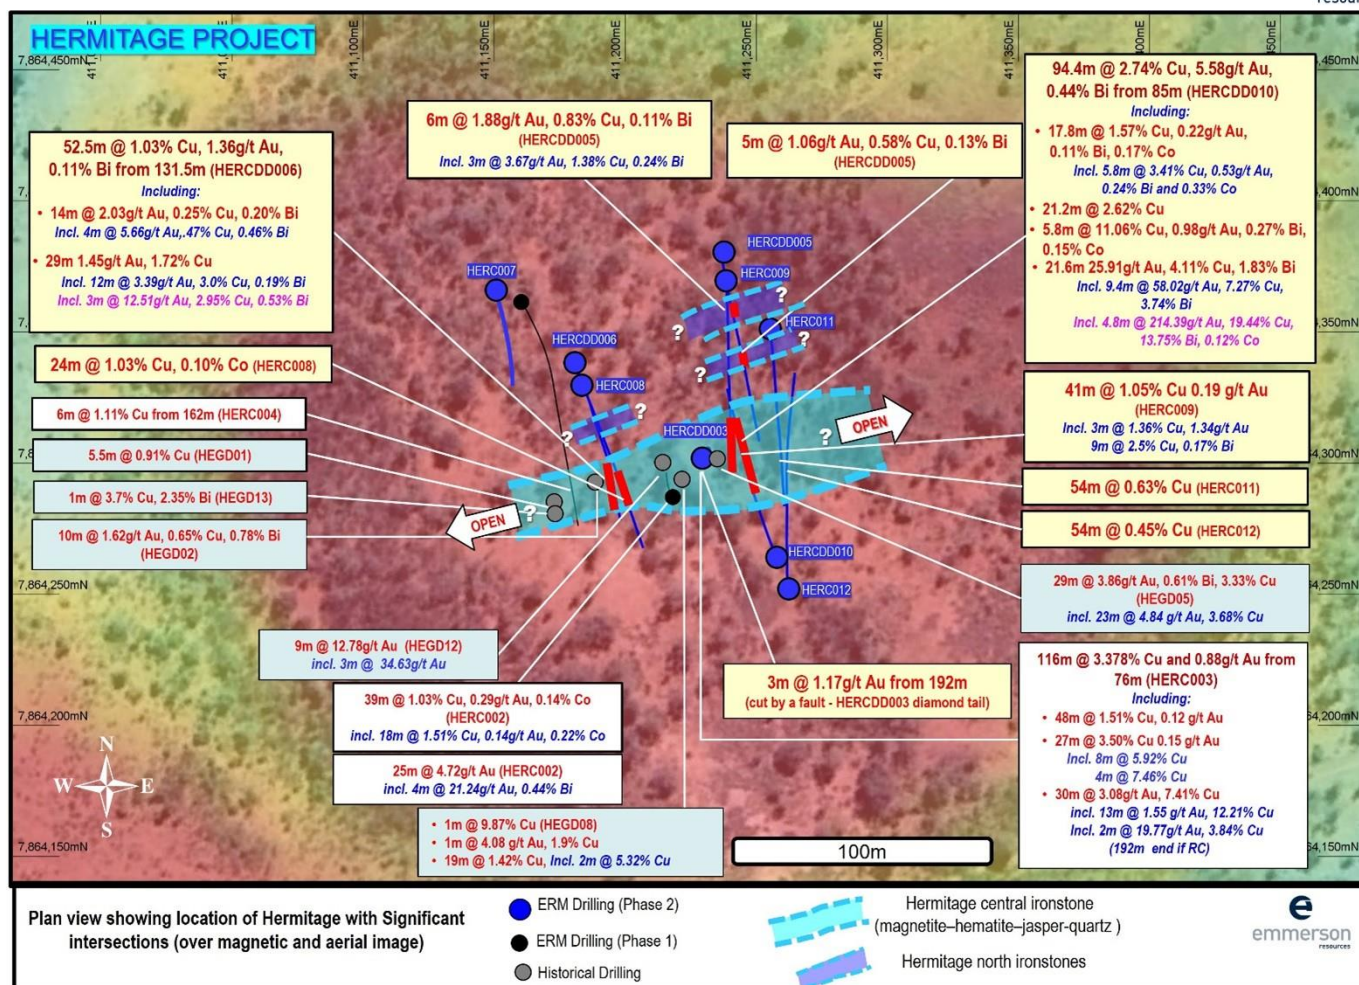 HERMITAGE PROJECT
411,150mE
411,200mE
411,250mE
411,300mE
7,864,450mN
52.5m @ 1.03% Cu, 1.36g/t Au,
0.11% Bi from 131.5m (HERCDD006)
Including:
• 14m @ 2.03g/t Au, 0.25% Cu, 0.20% Bi
Incl. 4m @ 5.66g/t Au,.47% Cu, 0.46% Bi
• 29m 1.45g/t Au, 1.72% Cu
Incl. 12m @ 3.39g/t Au, 3.0% Cu, 0.19% Bi
Incl. 3m @ 12.51g/t Au, 2.95% Cu, 0.53% Bi
6m @ 1.88g/t Au, 0.83% Cu, 0.11% Bi
(HERCDD005)
Incl. 3m @ 3.67g/t Au, 1.38% Cu, 0.24% Bi
5m @ 1.06g/t Au, 0.58% Cu, 0.13% Bi
(HERCDD005)
94.4m @ 2.74% Cu, 5.58g/t Au,
0.44% Bi from 85m (HERCDD010)
Including:
• 17.8m @ 1.57% Cu, 0.22g/t Au,
0.11% Bi, 0.17% Co
Incl. 5.8m @ 3.41% Cu, 0.53g/t Au,
0.24% Bi and 0.33% Co
• 21.2m @ 2.62% Cu
• 5.8m @ 11.06% Cu, 0.98g/t Au, 0.27% Bi,
0.15% Co
• 21.6m 25.91g/t Au, 4.11% Cu, 1.83% Bi
Incl. 9.4m @ 58.02g/t Au, 7.27% Cu,
3.74% Bi
Incl. 4.8m @ 214.39g/t Au, 19.44% Cu,
13.75% Bi, 0.12% Co
24m @ 1.03% Cu, 0.10% Co (HERC008)
6m @ 1.11% Cu from 162m (HERC004)
5.5m @ 0.91% Cu (HEGD01)
1m @ 3.7% Cu, 2.35% Bi (HEGD13)
10m @ 1.62g/t Au, 0.65% Cu, 0.78% Bi
(HEGD02)
HERC007
HERCDD006
HERC008
HERCDD005
HERC009
HERC011
HERCDD003
HERCDD010
HERC012
?
?
?
?
?
?
?
?
OPEN
OPEN
41m @ 1.05% Cu 0.19 g/t Au
(HERC009)
Incl. 3m @ 1.36% Cu, 1.34g/t Au
9m @ 2.5% Cu, 0.17% Bi
54m @ 0.63% Cu (HERC011)
54m @ 0.45% Cu (HERC012)
29m @ 3.86g/t Au, 0.61% Bi, 3.33% Cu
(HEGD05)
incl. 23m @ 4.84 g/t Au, 3.68% Cu
7,864,250mN
9m @ 12.78g/t Au (HEGD12)
incl. 3m @ 34.63g/t Au
39m @ 1.03% Cu, 0.29g/t Au, 0.14% Co
(HERC002)
incl. 18m @ 1.51% Cu, 0.14g/t Au, 0.22% Co
25m @ 4.72g/t Au (HERC002)
incl. 4m @ 21.24g/t Au, 0.44% Bi
• 1m @ 9.87% Cu (HEGD08)
• 1m @ 4.08 g/t Au, 1.9% Cu
• 19m @ 1.42% Cu, Incl. 2m @ 5.32% Cu
3m @ 1.17g/t Au from 192m
(cut by a fault - HERCDD003 diamond tail)
116m @ 3.378% Cu and 0.88g/t Au from
76m (HERC003)
Including:
• 48m @ 1.51% Cu, 0.12 g/t Au
• 27m @ 3.50% Cu 0.15 g/t Au
Incl. 8m @ 5.92% Cu
4m @ 7.46% Cu
• 30m @ 3.08g/t Au, 7.41% Cu
incl. 13m @ 1.55 g/t Au, 12.21% Cu
Incl. 2m @ 19.77g/t Au, 3.84% Cu
(192m end if RC)
7,864,200mN
7,864,150mN
N
W E
S
100m
Plan view showing location of Hermitage with Significant
intersections (over magnetic and aerial image)
ERM Drilling (Phase 2)
ERM Drilling (Phase 1)
Historical Drilling
Hermitage central ironstone
(magnetite–hematite–jasper-quartz )
Hermitage north ironstones
emmerson
resources